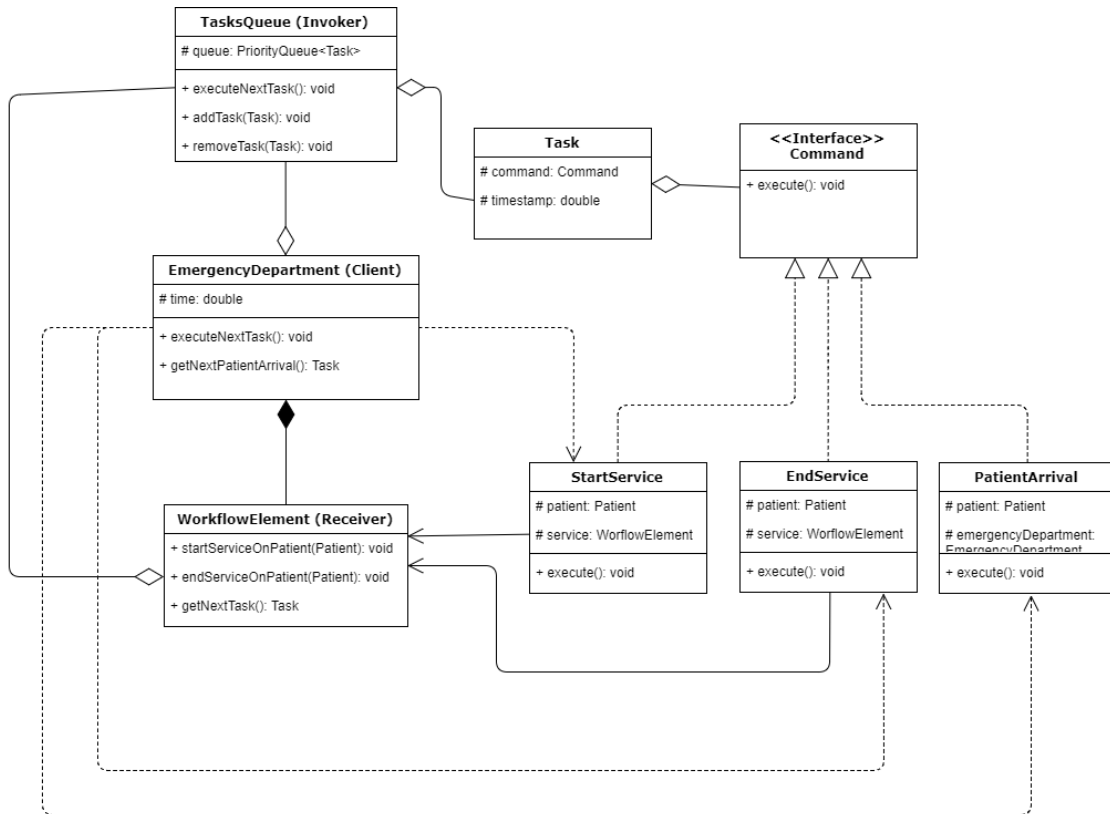 TasksQueue (Invoker)
# queue: PriorityQueue<Task>
+ executeNextTask(): void
+ addTask(Task): void
+ removeTask(Task): void
Task
# command: Command
# timestamp: double
<<Interface>>
Command
+ execute(): void
EmergencyDepartment (Client)
# time: double
+ executeNextTask(): void
+ getNextPatientArrival(): Task
WorkflowElement (Receiver)
+ startServiceOnPatient(Patient): void
+ endServiceOnPatient(Patient): void
+ getNextTask(): Task
StartService
# patient: Patient
# service: WorflowElement
+ execute(): void
EndService
# patient: Patient
# service: WorflowElement
+ execute(): void
PatientArrival
# patient: Patient
# emergencyDepartment:
EmergencyDepartment
+ execute(): void